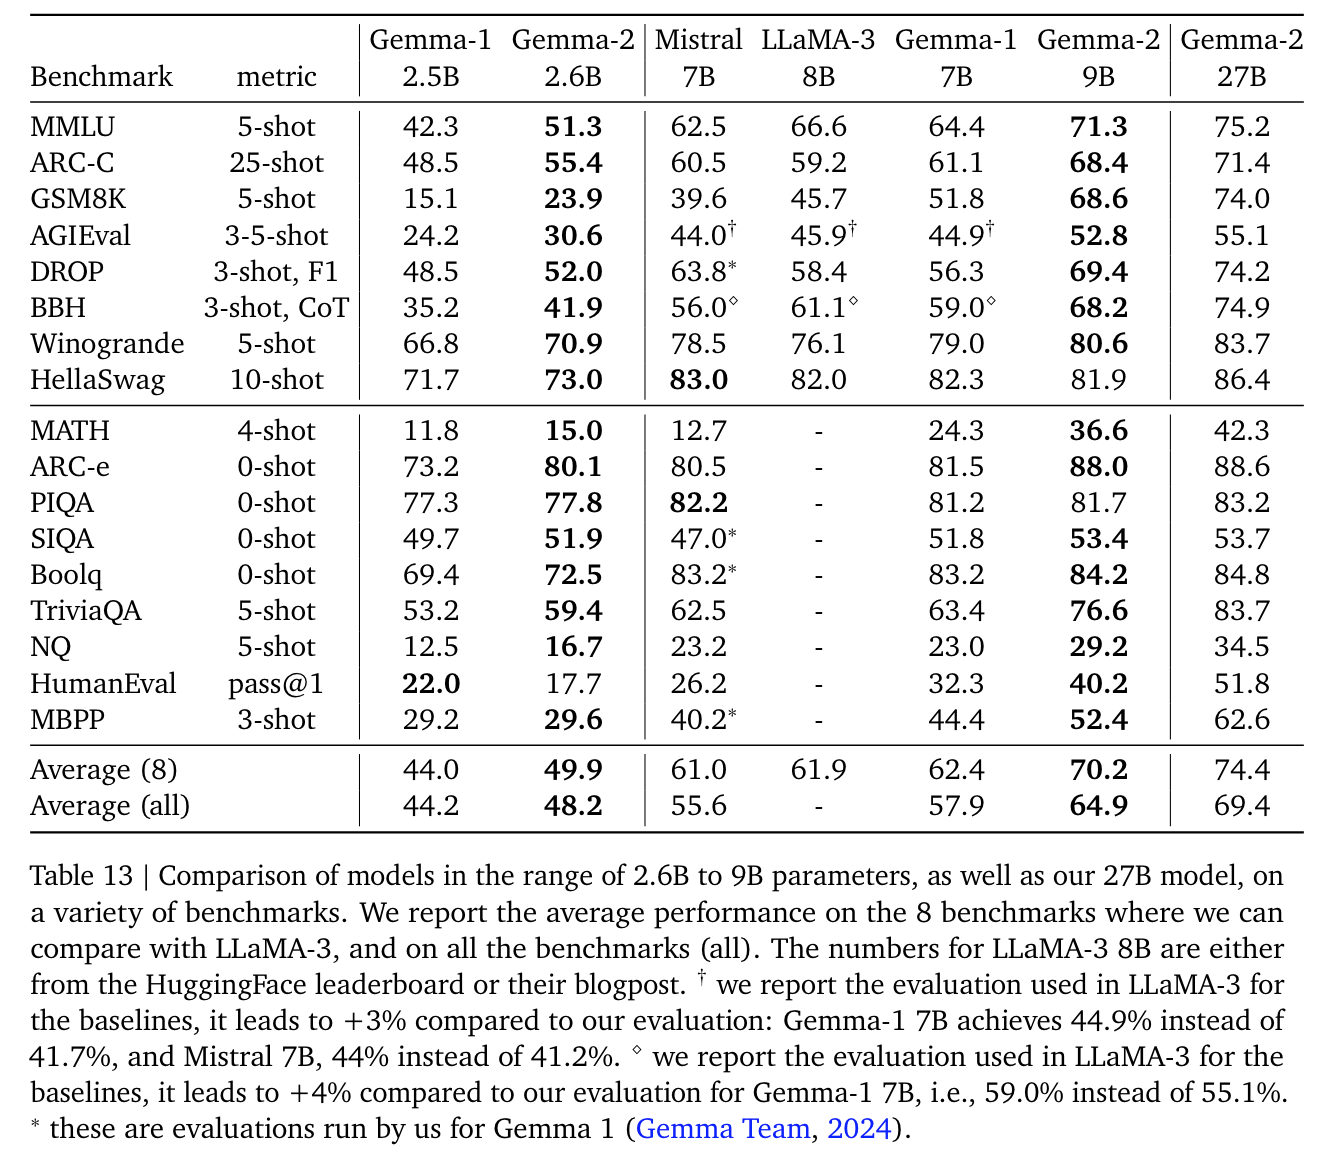 Gemma-1 Gemma-2 Mistral LLaMA-3 Gemma-1 Gemma-2 Gemma-2
Benchmark metric 2.5B 2.6B 7B 8B 7B 9B 27B
MMLU 5-shot 42.3 51.3 62.5 66.6 64.4 71.3 75.2
ARC-C 25-shot 48.5 55.4 60.5 59.2 61.1 68.4 71.4
GSM8K 5-shot 15.1 23.9 39.6 45.7 51.8 68.6 74.0
AGIEval 3-5-shot 24.2 30.6 44.0† 45.9† 44.9† 52.8 55.1
DROP 3-shot, F1 48.5 52.0 63.8* 58.4 56.3 69.4 74.2
BBH 3-shot, CoT 35.2 41.9 56.0⋄ 61.1⋄ 59.0⋄ 68.2 74.9
Winogrande 5-shot 66.8 70.9 78.5 76.1 79.0 80.6 83.7
HellaSwag 10-shot 71.7 73.0 83.0 82.0 82.3 81.9 86.4
MATH 4-shot 11.8 15.0 12.7 - 24.3 36.6 42.3
ARC-e 0-shot 73.2 80.1 80.5 - 81.5 88.0 88.6
PIQA 0-shot 77.3 77.8 82.2 - 81.2 81.7 83.2
SIQA 0-shot 49.7 51.9 47.0* - 51.8 53.4 53.7
Boolq 0-shot 69.4 72.5 83.2* - 83.2 84.2 84.8
TriviaQA 5-shot 53.2 59.4 62.5 - 63.4 76.6 83.7
NQ 5-shot 12.5 16.7 23.2 - 23.0 29.2 34.5
HumanEval pass@1 22.0 17.7 26.2 - 32.3 40.2 51.8
MBPP 3-shot 29.2 29.6 40.2* - 44.4 52.4 62.6
Average (8) 44.0 49.9 61.0 61.9 62.4 70.2 74.4
Average (all) 44.2 48.2 55.6 - 57.9 64.9 69.4
Table 13 | Comparison of models in the range of 2.6B to 9B parameters, as well as our 27B model, on
a variety of benchmarks. We report the average performance on the 8 benchmarks where we can
compare with LLaMA-3, and on all the benchmarks (all). The numbers for LLaMA-3 8B are either
from the HuggingFace leaderboard or their blogpost. † we report the evaluation used in LLaMA-3 for
the baselines, it leads to +3% compared to our evaluation: Gemma-1 7B achieves 44.9% instead of
41.7%, and Mistral 7B, 44% instead of 41.2%. ⋄ we report the evaluation used in LLaMA-3 for the
baselines, it leads to +4% compared to our evaluation for Gemma-1 7B, i.e., 59.0% instead of 55.1%.
* these are evaluations run by us for Gemma 1 (Gemma Team, 2024).